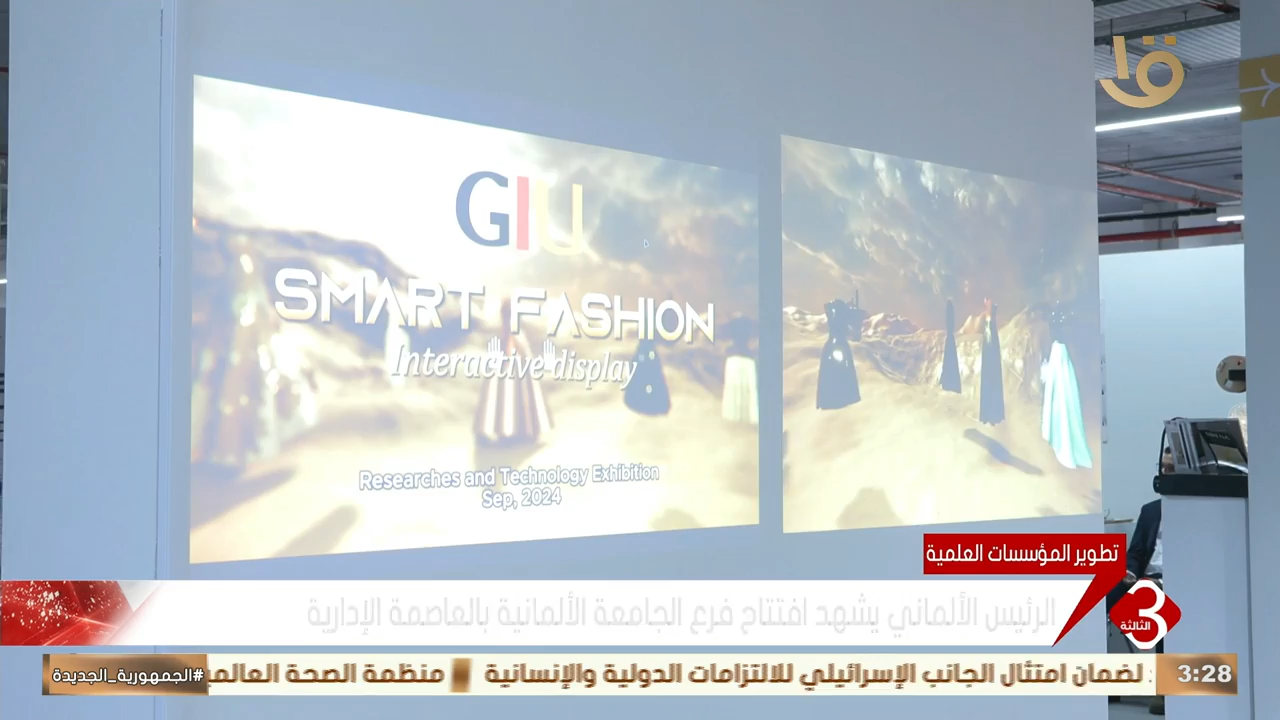 GIU
SMART FASHION
Interactive display
Researches and Technology Exhibition
Sep, 2024
تطوير المؤسسات العلمية
الرئيس الألماني يشهد افتتاح فرع الجامعة الألمانية بالعاصمة الإدارية
3
الثالثة
لضمان امتثال الجانب الإسرائيلي للالتزامات الدولية والإنسانية منظمة الصحة
#الجمهورية_الجديدة
3:28